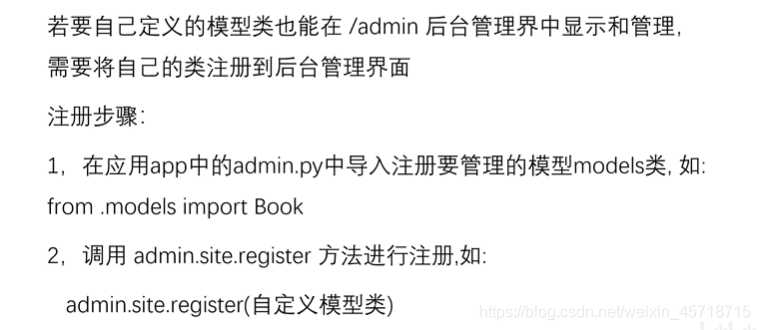 若要自己定义的模型类也能在 /admin 后台管理界中显示和管理,
需要将自己的类注册到后台管理界面
注册步骤:
1, 在应用app中的admin.py中导入注册要管理的模型models类, 如:
from .models import Book
2, 调用 admin.site.register 方法进行注册,如:
admin.site.register(自定义模型类)
https://blog.csdn.net/weixin_45718715